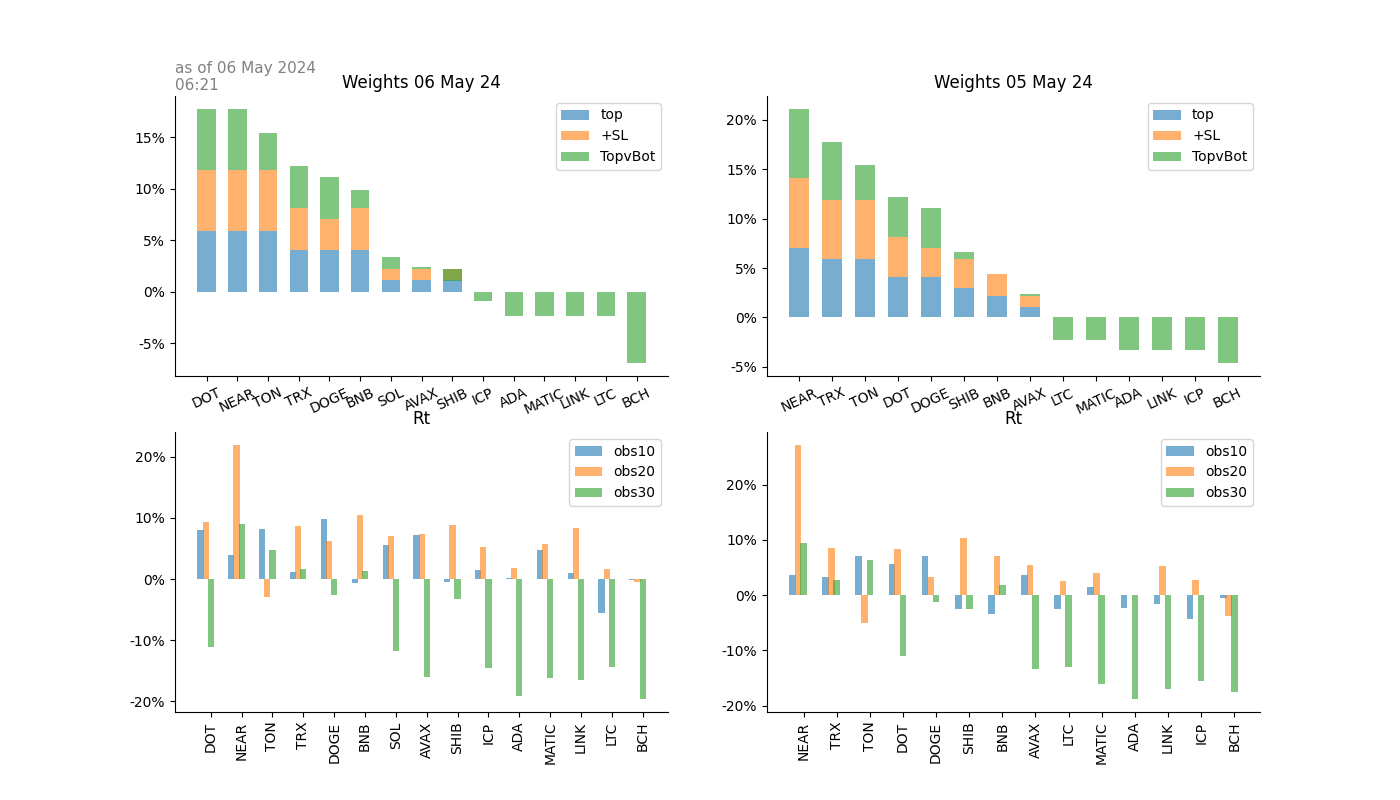 as of 06 May 2024
06:21
Weights 06 May 24
15%
10%
5%
0%
-5%
top
+SL
TopvBot
DOT NEAR TON TRX DOGE BNB SOL AVAX SHIB ICP ADA MATIC LINK LTC BCH
Weights 05 May 24
20%
15%
10%
5%
0%
-5%
top
+SL
TopvBot
NEAR TRX TON DOT DOGE SHIB BNB AVAX LTC MATIC ADA LINK ICP BCH
Rt
20%
10%
0%
-10%
-20%
obs10
obs20
obs30
DOT NEAR TON TRX DOGE BNB SOL AVAX SHIB ICP ADA MATIC LINK LTC BCH
Rt
20%
10%
0%
-10%
-20%
obs10
obs20
obs30
NEAR TRX TON DOT DOGE SHIB BNB AVAX LTC MATIC ADA LINK ICP BCH